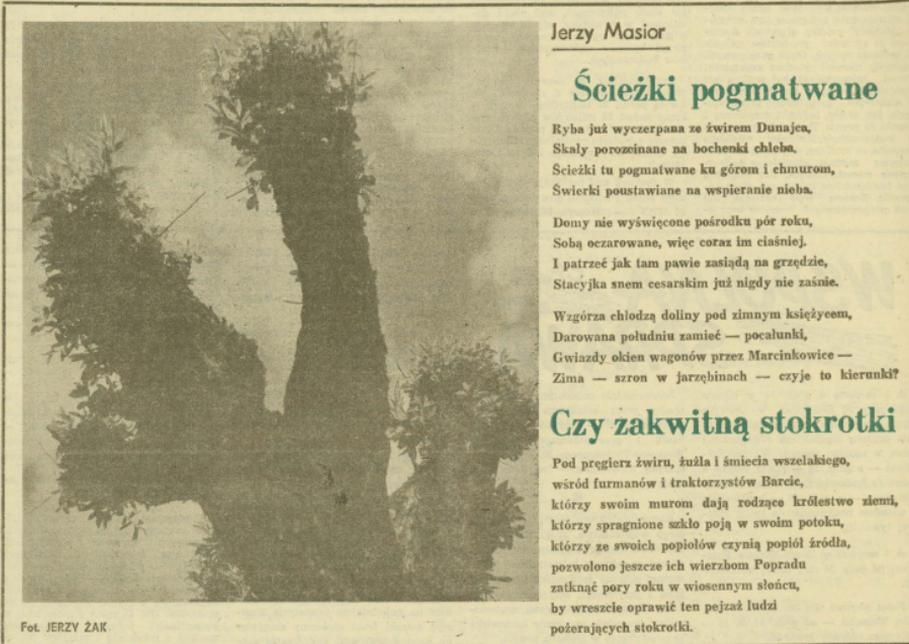 Jerzy Masior
Ścieżki pogmatwane
Ryba już wyczerpana ze żwirem Dunajca,
Skały porozcinane na bochenki chleba,
Ścieżki tu pogmatwane ku górom i chmurom,
Świerki poustawiane na wspieranie nieba.
Domy nie wyświęcone pośrodku pór roku,
Sobą oczarowane, więc coraz im ciaśniej.
I patrzeć jak tam pawie zasiądą na grzędzie,
Stacyjka snem cesarskim już nigdy nie zaśnie.
Wzgórza chłodzą doliny pod zimnym księżycem,
Darowana południu zamieć — pocałunki,
Gwiazdy okien wagonów przez Marcinkowice —
Zima — szron w jarzębinach — czyje to kierunki?
Czy zakwitną stokrotki
Pod pręgierz żwiru, żużla i śmiecia wszelakiego,
wśród furmanów i traktorzystów Barcic,
którzy swoim murom dają rodzące królestwo ziemi,
którzy spragnione szkło poją w swoim potoku,
którzy ze swoich popiołów czynią popiół źródła,
pozwolono jeszcze ich wierzbom Popradu
zatknąć pory roku w wiosennym słońcu,
by wreszcie oprawić ten pejzaż ludzi
pożerających stokrotki.
Fot. JERZY ŻAK